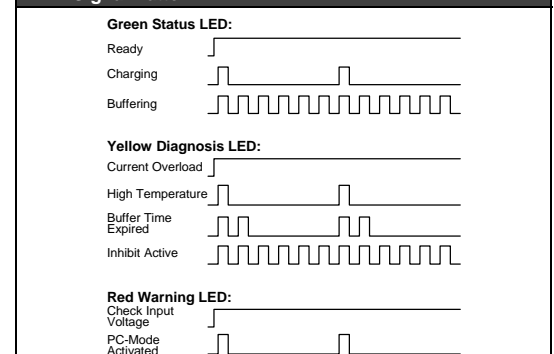 Green Status LED:
Ready
Charging
Buffering
Yellow Diagnosis LED:
Current Overload
High Temperature
Buffer Time
Expired
Inhibit Active
Red Warning LED:
Check Input
Voltage
PC-Mode
Activated